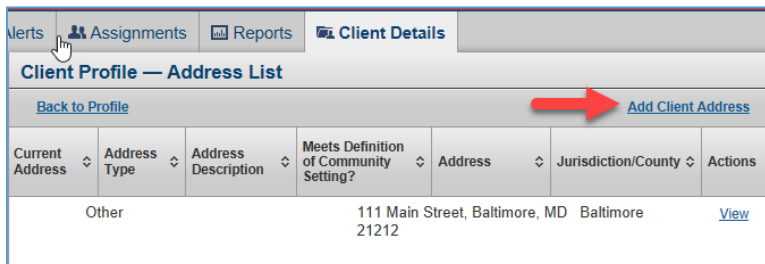 Alerts Assignments Reports Client Details
Client Profile — Address List
Back to Profile Add Client Address
Current Address Address Type Address Description Meets Definition of Community Setting? Address Jurisdiction/County Actions
Other 111 Main Street, Baltimore, MD Baltimore View
21212